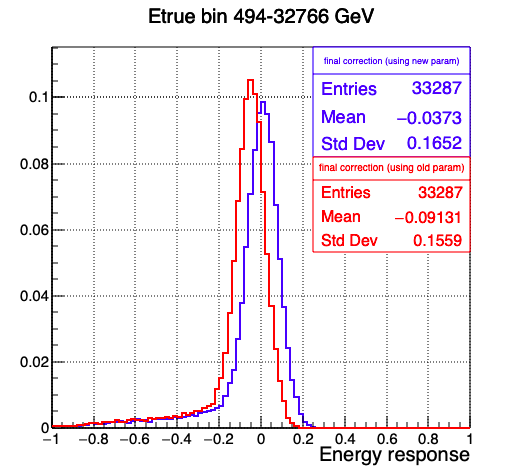 Etrue bin 494-32766 GeV
final correction (using new param)
Entries 33287
Mean −0.0373
Std Dev 0.1652
final correction (using old param)
Entries 33287
Mean −0.09131
Std Dev 0.1559
0.1
0.08
0.06
0.04
0.02
0
−1 −0.8 −0.6 −0.4 −0.2 0 0.2 0.4 0.6 0.8 1
Energy response